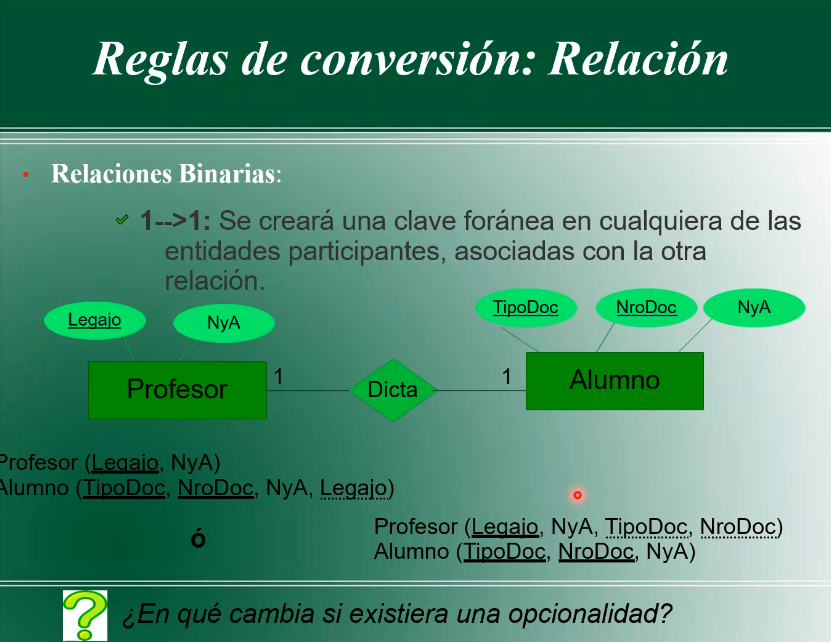 Reglas de conversión: Relación
• Relaciones Binarias:
1-->1: Se creará una clave foránea en cualquiera de las
entidades participantes, asociadas con la otra
relación.
Legajo NyA TipoDoc NroDoc NyA
Profesor 1 Dicta 1 Alumno
Profesor (Legajo, NyA)
Alumno (TipoDoc, NroDoc, NyA, Legajo)
ó
Profesor (Legajo, NyA, TipoDoc, NroDoc)
Alumno (TipoDoc, NroDoc, NyA)
¿En qué cambia si existiera una opcionalidad?